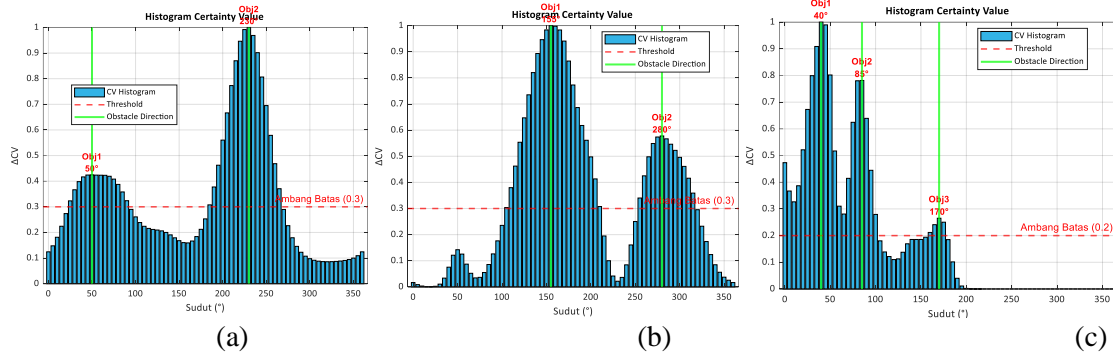 Histogram Certainty Value
Obj2
230°
CV Histogram
Threshold
Obstacle Direction
Obj1
50°
Ambang Batas (0.3)
ΔCV
1
0.9
0.8
0.7
0.6
0.5
0.4
0.3
0.2
0.1
0
0 50 100 150 200 250 300 350
Sudut (°)
(a)
Histogram Certainty Value
Obj1
155°
CV Histogram
Threshold
Obstacle Direction
Obj2
280°
Ambang Batas (0.3)
ΔCV
1
0.9
0.8
0.7
0.6
0.5
0.4
0.3
0.2
0.1
0
0 50 100 150 200 250 300 350
Sudut (°)
(b)
Obj1
40°
Histogram Certainty Value
CV Histogram
Threshold
Obstacle Direction
Obj2
85°
Obj3
170°
Ambang Batas (0.2)
ΔCV
1
0.9
0.8
0.7
0.6
0.5
0.4
0.3
0.2
0.1
0
0 50 100 150 200 250 300 350
Sudut (°)
(c)